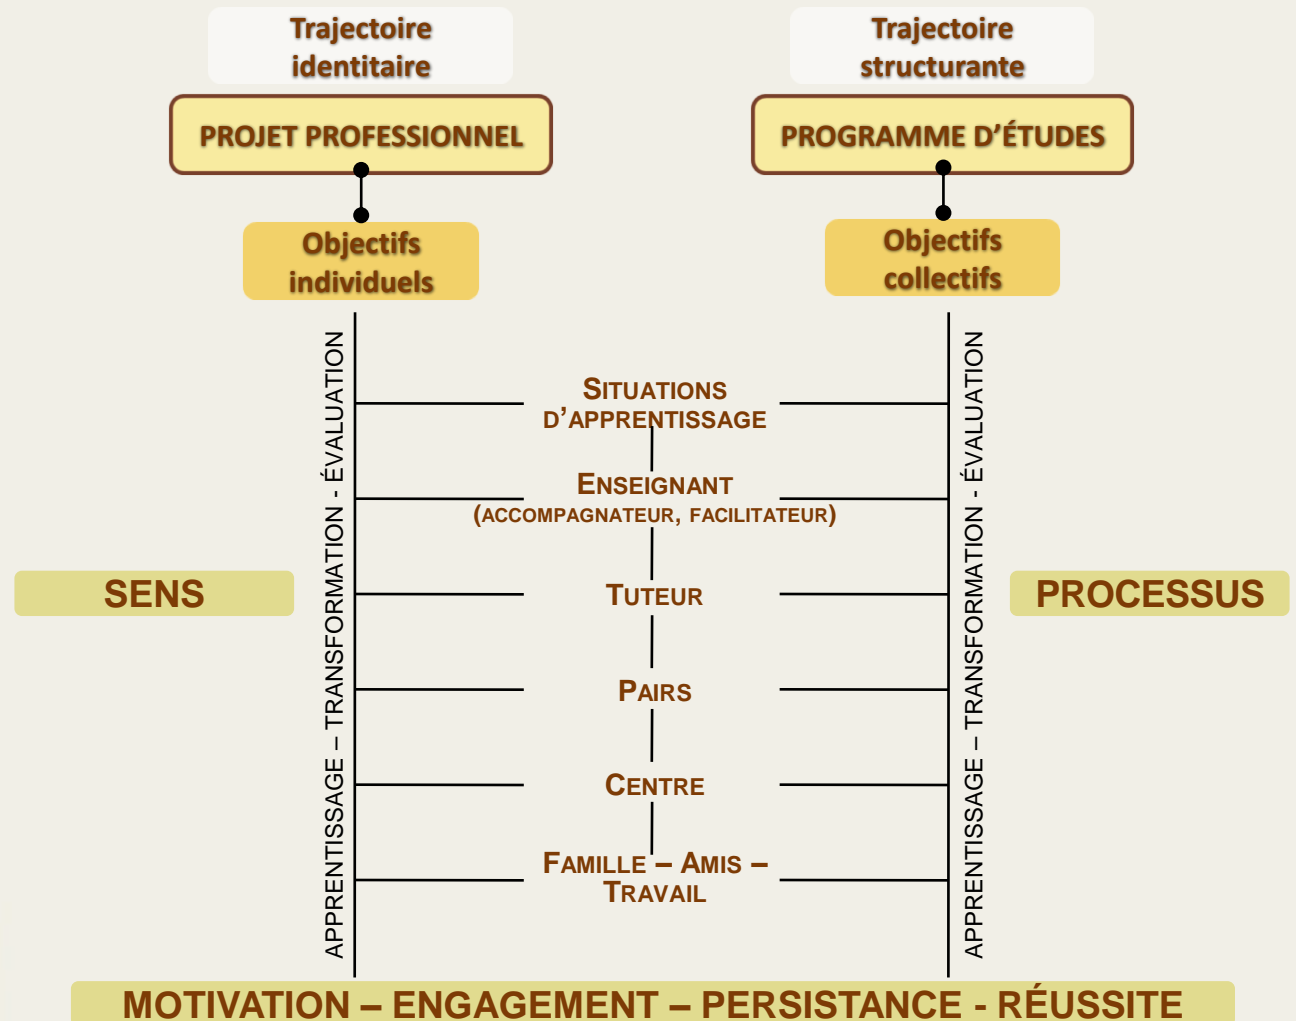 Trajectoire
identitaire
Trajectoire
structurante
PROJET PROFESSIONNEL
PROGRAMME D’ÉTUDES
Objectifs
individuels
Objectifs
collectifs
APPRENTISSAGE – TRANSFORMATION - ÉVALUATION
SITUATIONS
D’APPRENTISSAGE
ENSEIGNANT
(ACCOMPAGNATEUR, FACILITATEUR)
TUTEUR
PAIRS
CENTRE
FAMILLE – AMIS –
TRAVAIL
APPRENTISSAGE – TRANSFORMATION - ÉVALUATION
SENS
PROCESSUS
MOTIVATION – ENGAGEMENT – PERSISTANCE - RÉUSSITE